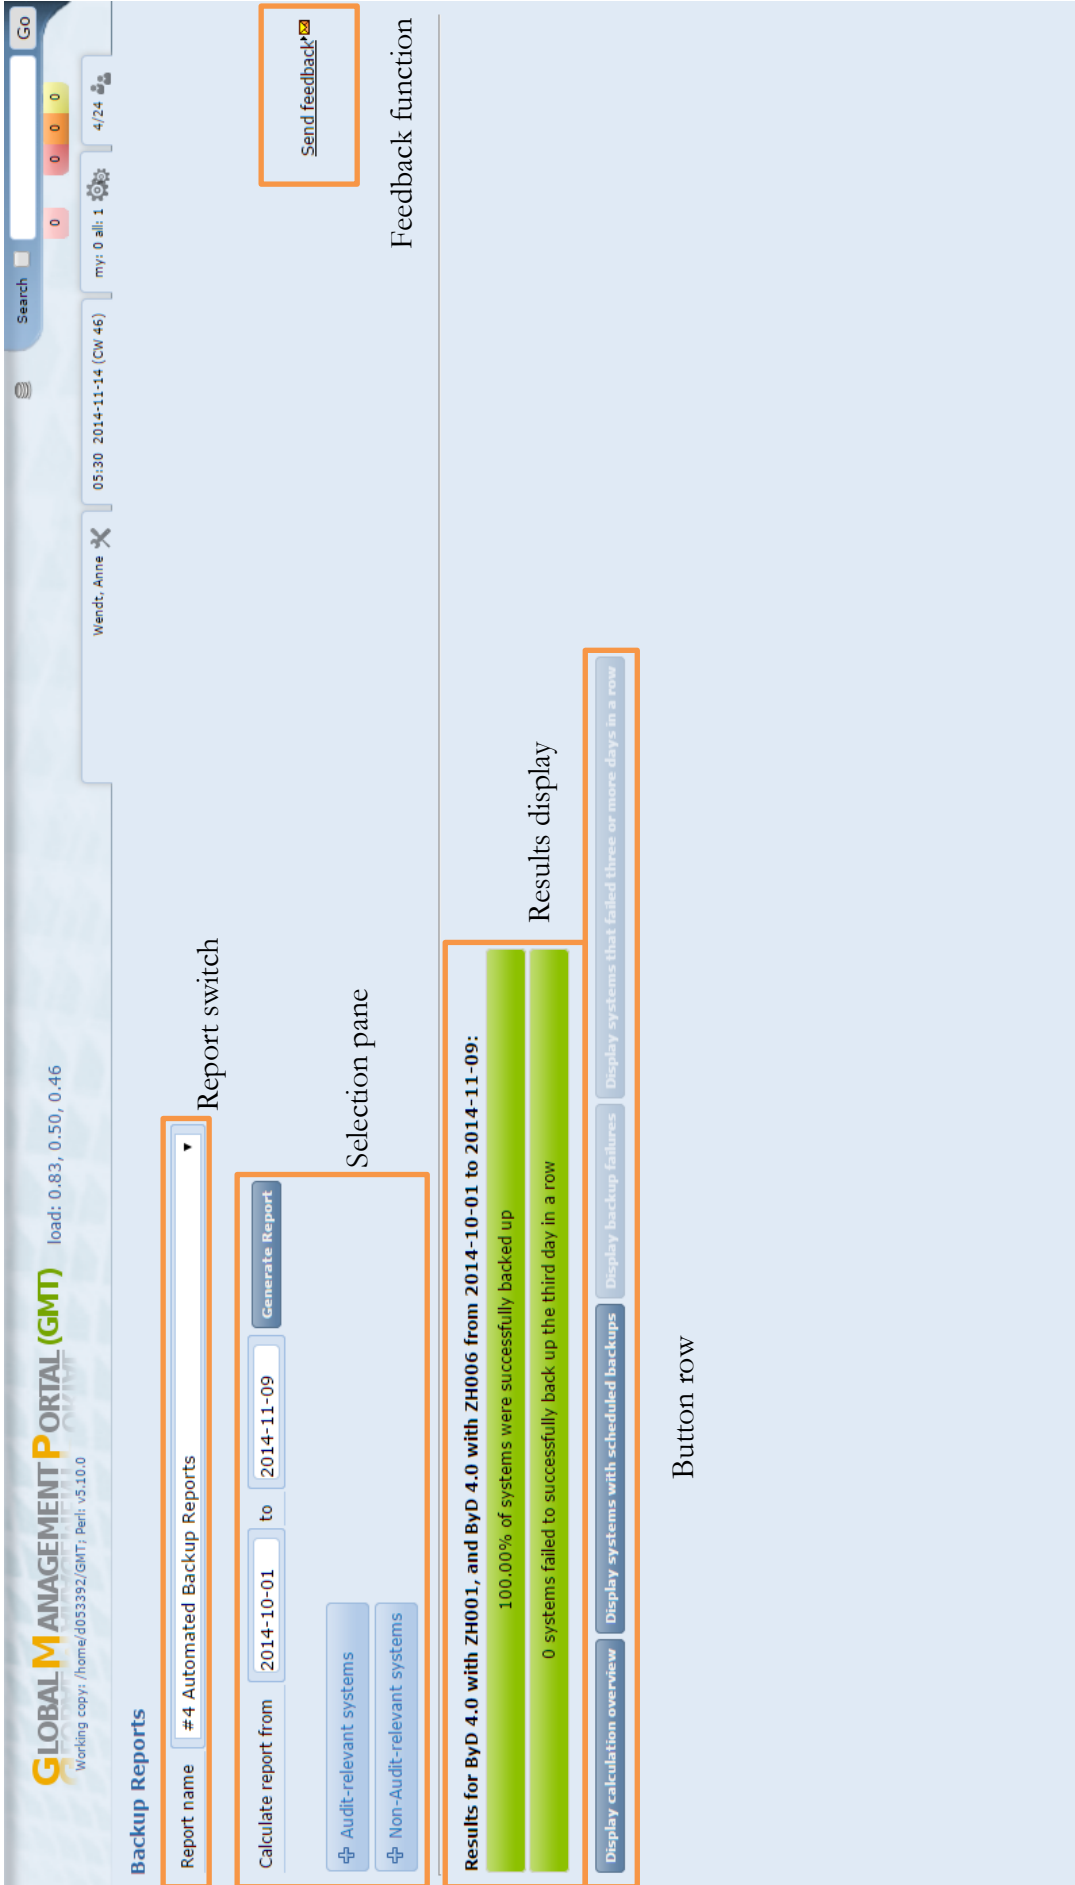 Search Go
GLOBAL MANAGEMENT PORTAL (GMT) load: 0.83, 0.50, 0.46
0 0 0 0
Working copy: /home/d053392/GMT; Perl: v5.10.0
Wendt, Anne 05:30 2014-11-14 (CW 46) my: 0 all: 1 4/24
Backup Reports
Report name #4 Automated Backup Reports
Report switch
Calculate report from 2014-10-01 to 2014-11-09 Generate Report
Send feedback
Audit-relevant systems
Selection pane
Non-Audit-relevant systems
Feedback function
Results for ByD 4.0 with ZH001, and ByD 4.0 with ZH006 from 2014-10-01 to 2014-11-09:
100.00% of systems were successfully backed up
0 systems failed to successfully back up the third day in a row
Results display
Display calculation overview Display systems with scheduled backups Display backup failures Display systems that failed three or more days in a row
Button row